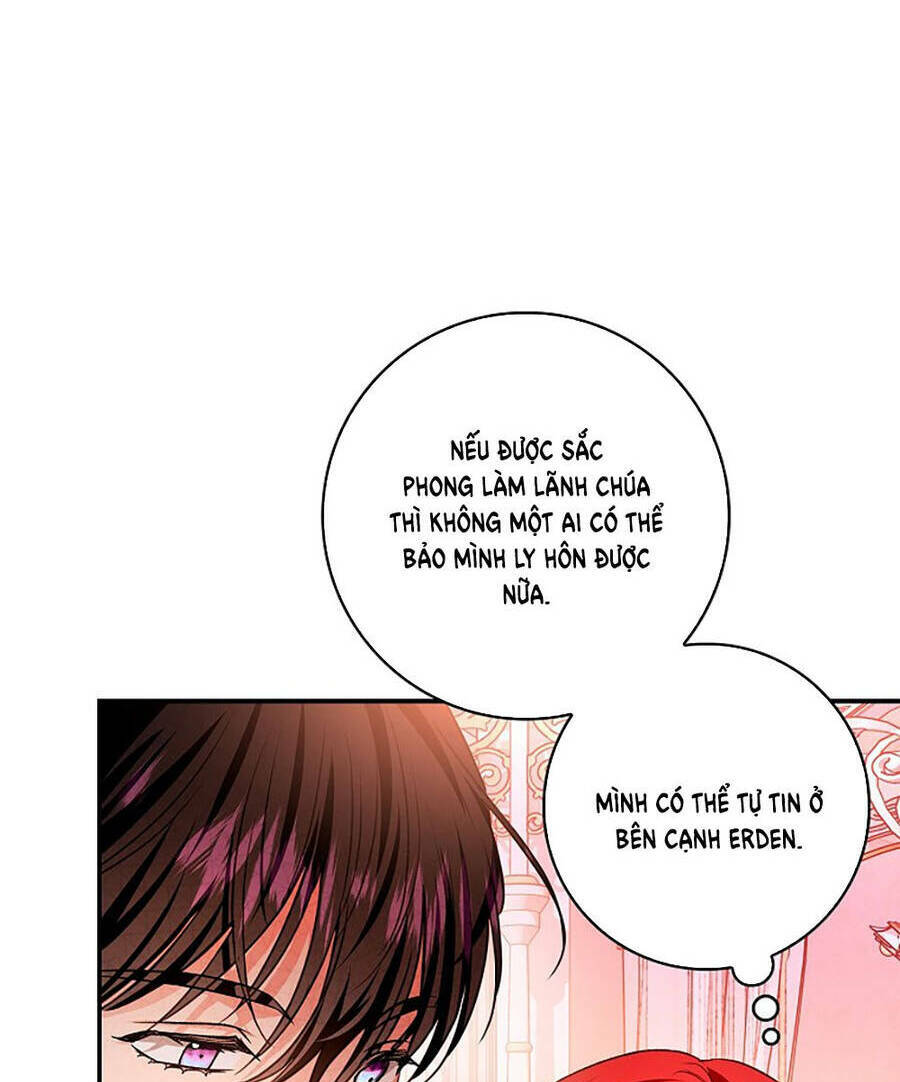 NẾU ĐƯỢC SẮC
PHONG LÀM LÃNH CHÚA
THÌ KHÔNG MỘT AI CÓ THỂ
BẢO MÌNH LY HÔN ĐƯỢC
NỮA.
MÌNH CÓ THỂ TỰ TIN Ở
BÊN CẠNH ERDEN.